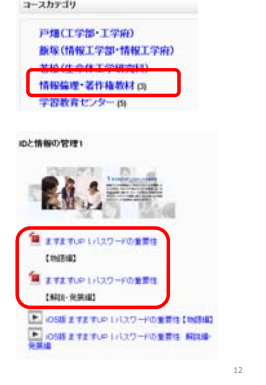 コースカテゴリ
戸畑(工学部・工学府)
飯塚(情報工学部・情報工学府)
若松(生命体工学研究科)
情報倫理・著作権教材 (3)
学習教育センター (5)
IDと情報の管理1
ますますUP！パスワードの重要性
【物語編】
ますますUP！パスワードの重要性
【解説・発展編】
iOS版 ますますUP！パスワードの重要性【物語編】
iOS版 ますますUP！パスワードの重要性 解説編・
発展編
12